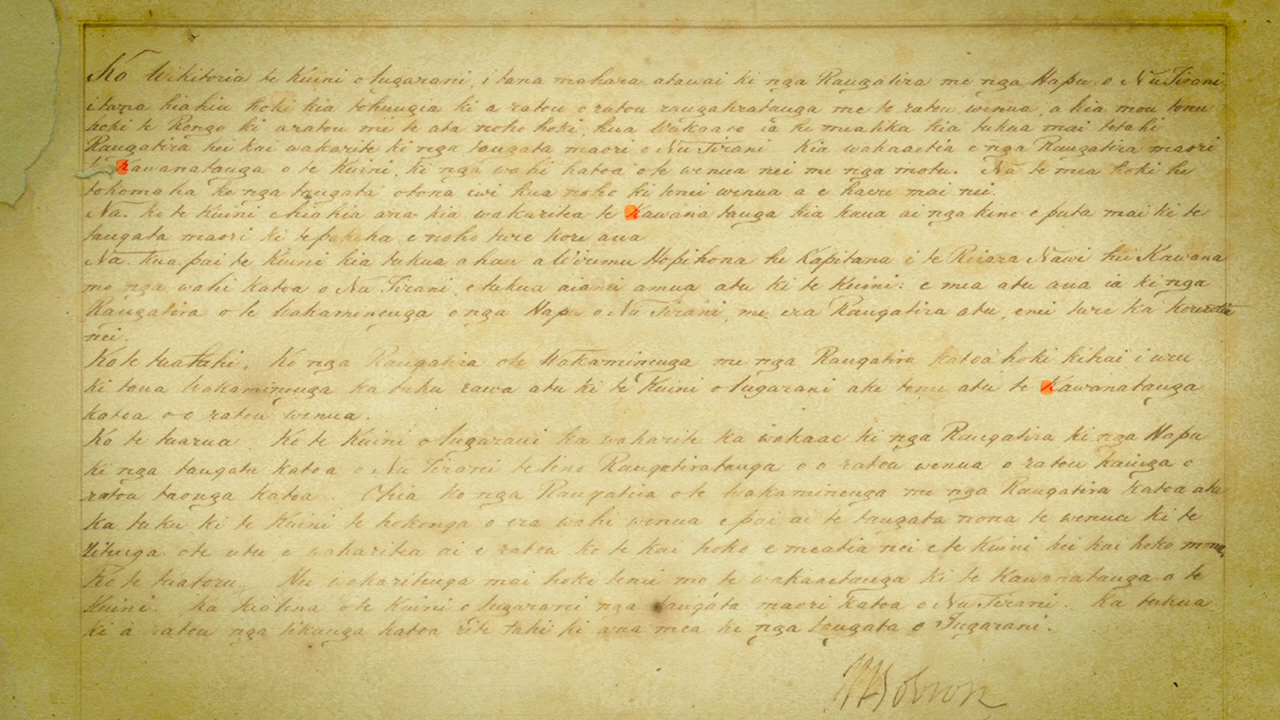 Ko Wikitoria te Kuini o Ingarani, i tana mahara atawai ki nga Rangatira me nga Hapu o Nu Tirani
i tana hiahia hoki kia tohungia ki a ratou o ratou rangatiratanga me to ratou wenua, a kia mau tonu
hoki te Rongo ki a ratou me te ata noho hoki, kua wakaaro ia he mea tika kia tukua mai tetahi
Rangatira hei kai wakarite ki nga tangata maori o Nu Tirani kia wakaaetia e nga Rangatira maori
te Kawanatanga o te Kuini, ki nga wahi katoa o te wenua nei me nga motu. Na te mea hoki he
tokomaha ke nga tangata o tona iwi kua noho ki tenei wenua a e haere mai nei.
Na, ko te Kuini e hiahia ana kia wakaritea te Kawanatanga kia kaua ai nga kino e puta mai ki te
tangata maori ki te pakeha e noho ture kore ana
Na, kua pai te Kuini kia tukua a hau a Wiremu Hopihona he Kapitana i te Roiara Nawi hei Kawana
mo nga wahi katoa o Nu Tirani, e tukua aianei amua atu ki te Kuini: e mea atu ana ia ki nga
Rangatira o te Wakaminenga o nga Hapu o Nu Tirani, me era Rangatira atu, enei ture ka korerotia
nei.
Ko te tuatahi, Ko nga Rangatira o te Wakaminenga me nga Rangatira katoa hoki kihai i uru
ki taua Wakaminenga ka tuku rawa atu ki te Kuini o Ingarani ake tonu atu te Kawanatanga
katoa o o ratou wenua.
Ko te tuarua Ko te Kuini o Ingarani ka wakarite ka wakaae ki nga Rangatira ki nga Hapu
ki nga tangata katoa o Nu Tirani te tino Rangatiratanga o o ratou wenua o ratou kainga o
ratou taonga katoa. Otiia ko nga Rangatira o te Wakaminenga me nga Rangatira katoa atu
ka tuku ki te Kuini te hokonga o era wahi wenua e pai ai te tangata nona te wenua ki te
ritenga o te utu e wakaritea ai e ratou ko te kai hoko e meatia nei e te Kuini hei kai hoko mona.
Ko te tuatoru Hei wakaritenga mai hoki tenei mo te wakaaetanga ki te Kawanatanga o te
Kuini. Ka tiakina e te Kuini o Ingarani nga tangata maori katoa o Nu Tirani. Ka tukua
ki a ratou nga tikanga katoa rite tahi ki ana mea ki nga tangata o Ingarani.
W Hobson